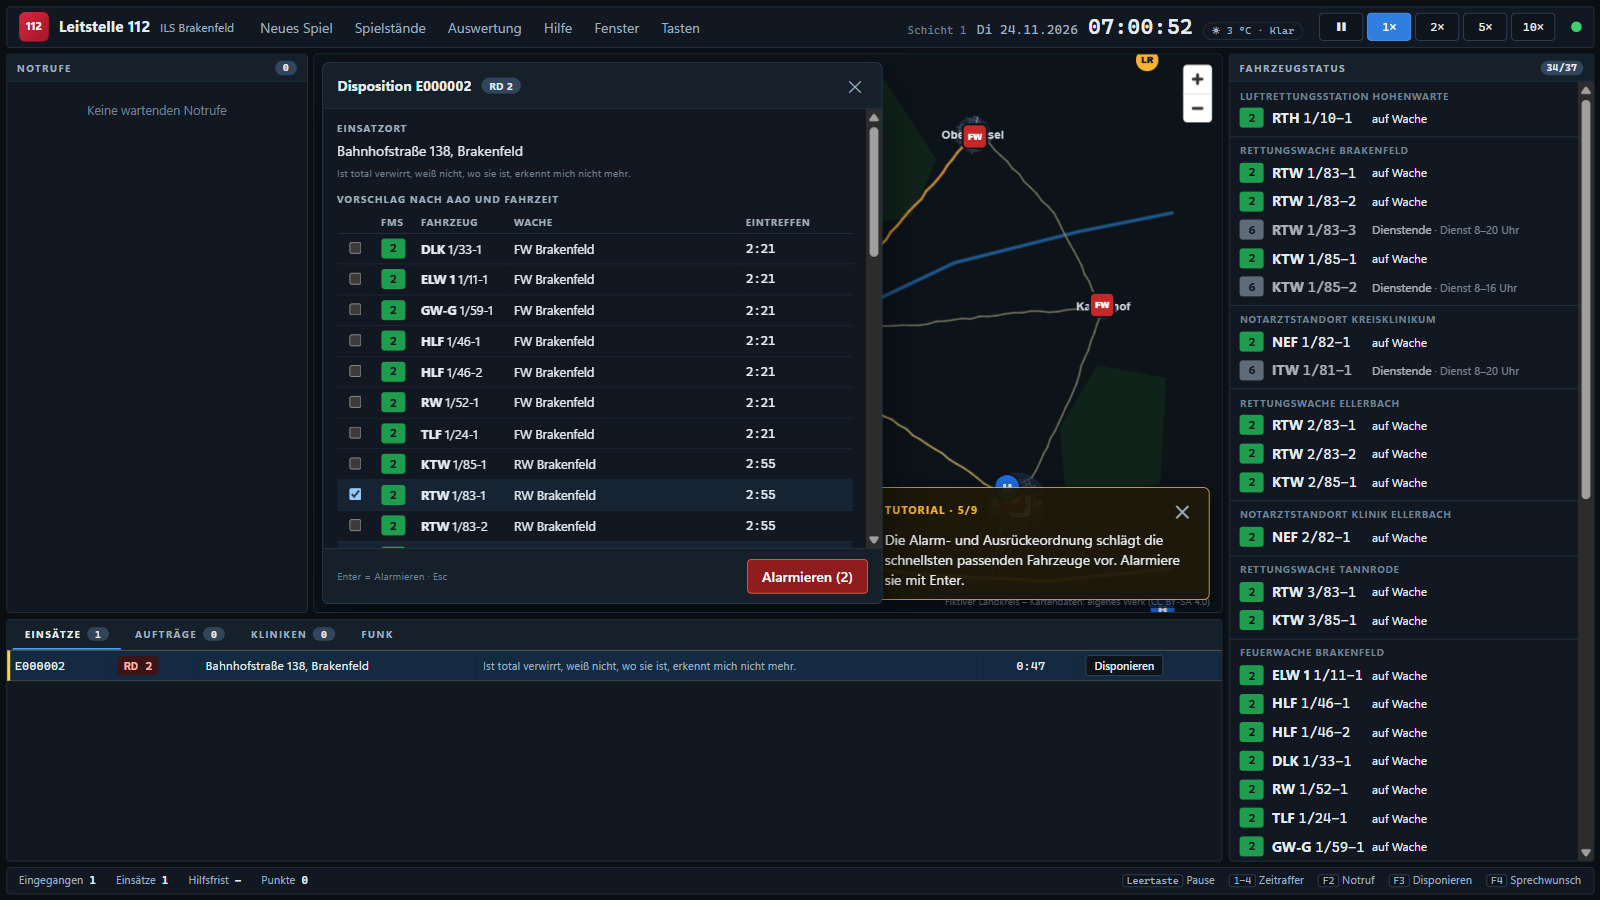 112 Leitstelle 112 ILS Brakenfeld Neues Spiel Spielstände Auswertung Hilfe Fenster Tasten Schicht 1 Di 24.11.2026 07:00:52 ☀ 3 °C · Klar 1× 2× 5× 10×
NOTRUFE 0
Keine wartenden Notrufe
Disposition E000002 RD 2
EINSATZORT
Bahnhofstraße 138, Brakenfeld
Ist total verwirrt, weiß nicht, wo sie ist, erkennt mich nicht mehr.
VORSCHLAG NACH AAO UND FAHRZEIT
FMS FAHRZEUG WACHE EINTREFFEN
2 DLK 1/33-1 FW Brakenfeld 2:21
2 ELW 1 1/11-1 FW Brakenfeld 2:21
2 GW-G 1/59-1 FW Brakenfeld 2:21
2 HLF 1/46-1 FW Brakenfeld 2:21
2 HLF 1/46-2 FW Brakenfeld 2:21
2 RW 1/52-1 FW Brakenfeld 2:21
2 TLF 1/24-1 FW Brakenfeld 2:21
2 KTW 1/85-1 RW Brakenfeld 2:55
2 RTW 1/83-1 RW Brakenfeld 2:55
2 RTW 1/83-2 RW Brakenfeld 2:55
Enter = Alarmieren · Esc
Alarmieren (2)
LR
+
−
FW
FW
TUTORIAL · 5/9
Die Alarm- und Ausrückeordnung schlägt die
schnellsten passenden Fahrzeuge vor. Alarmiere
sie mit Enter.
Fiktiver Landkreis – Kartendaten: eigenes Werk (CC BY-SA 4.0)
FAHRZEUGSTATUS 34/37
LUFTRETTUNGSSTATION HOHENWARTE
2 RTH 1/10-1 auf Wache
RETTUNGSWACHE BRAKENFELD
2 RTW 1/83-1 auf Wache
2 RTW 1/83-2 auf Wache
6 RTW 1/83-3 Dienstende · Dienst 8–20 Uhr
2 KTW 1/85-1 auf Wache
6 KTW 1/85-2 Dienstende · Dienst 8–16 Uhr
NOTARZTSTANDORT KREISKLINIKUM
2 NEF 1/82-1 auf Wache
6 ITW 1/81-1 Dienstende · Dienst 8–20 Uhr
RETTUNGSWACHE ELLERBACH
2 RTW 2/83-1 auf Wache
2 RTW 2/83-2 auf Wache
2 KTW 2/85-1 auf Wache
NOTARZTSTANDORT KLINIK ELLERBACH
2 NEF 2/82-1 auf Wache
RETTUNGSWACHE TANNRODE
2 RTW 3/83-1 auf Wache
2 KTW 3/85-1 auf Wache
FEUERWACHE BRAKENFELD
2 ELW 1 1/11-1 auf Wache
2 HLF 1/46-1 auf Wache
2 HLF 1/46-2 auf Wache
2 DLK 1/33-1 auf Wache
2 RW 1/52-1 auf Wache
2 TLF 1/24-1 auf Wache
2 GW-G 1/59-1 auf Wache
EINSÄTZE 1 AUFTRÄGE 0 KLINIKEN 0 FUNK
E000002 RD 2 Bahnhofstraße 138, Brakenfeld Ist total verwirrt, weiß nicht, wo sie ist, erkennt mich nicht mehr. 0:47 Disponieren
Eingegangen 1 Einsätze 1 Hilfsfrist – Punkte 0 Leertaste Pause 1–4 Zeitraffer F2 Notruf F3 Disponieren F4 Sprechwunsch